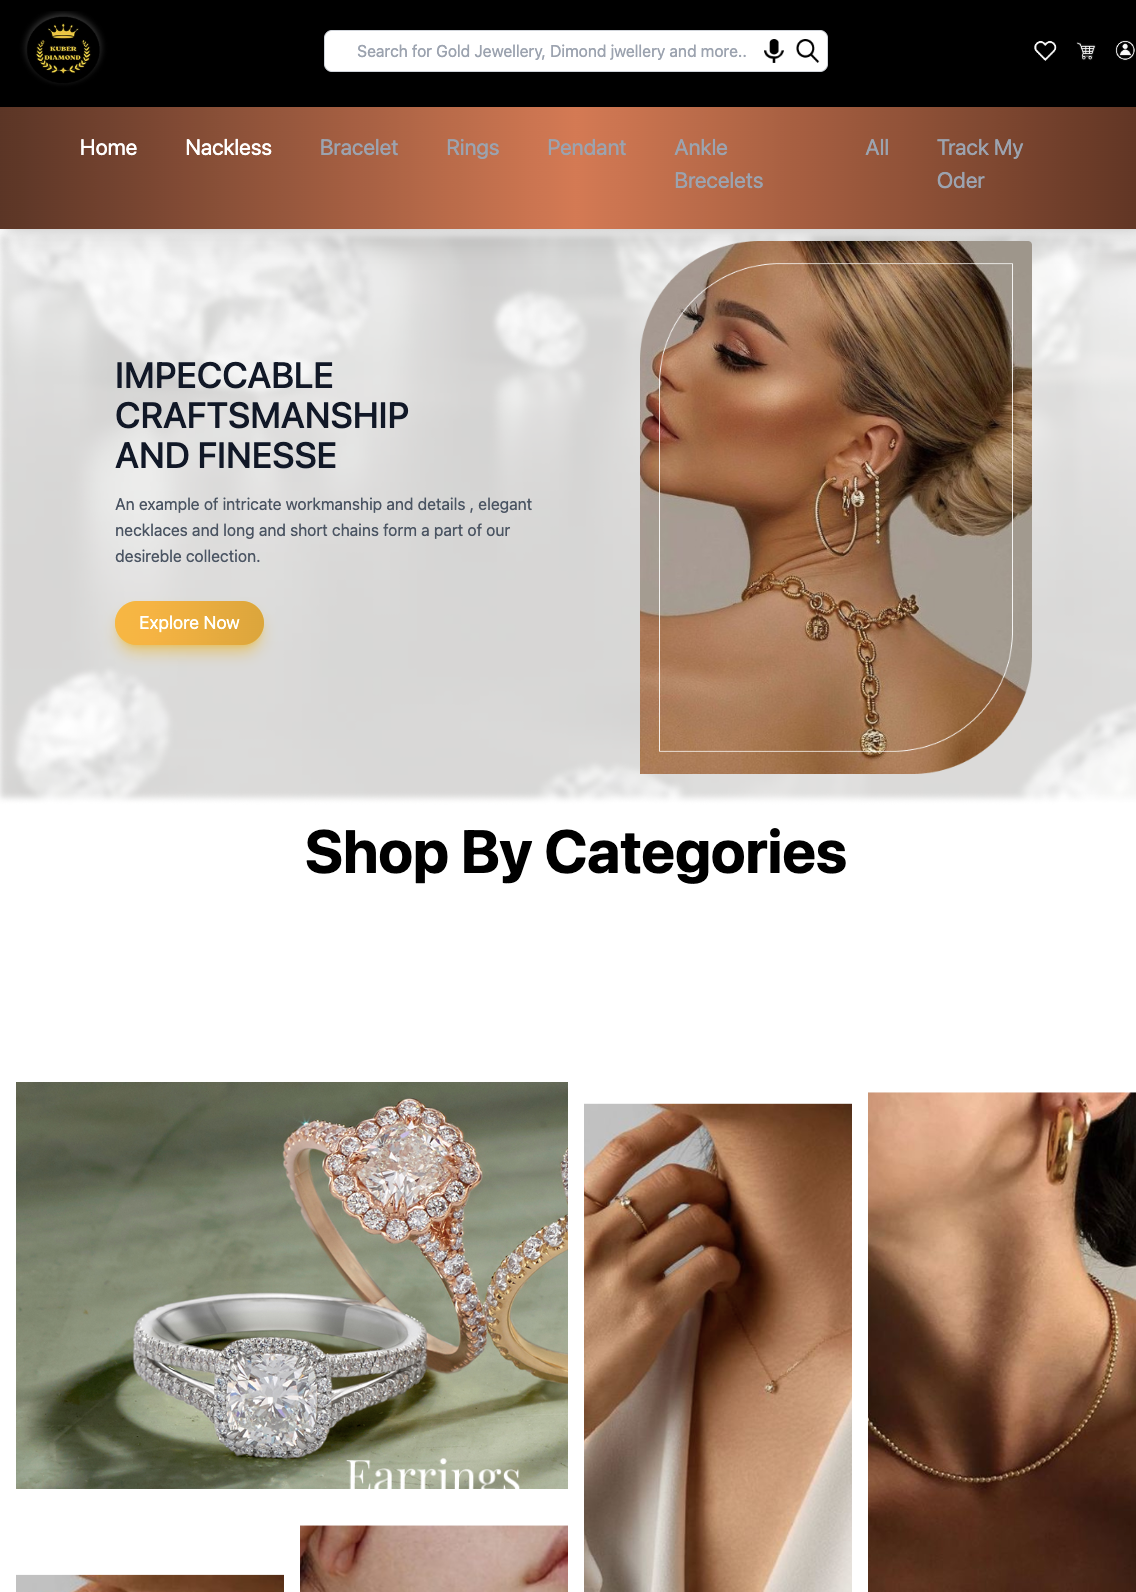 KUBER
DIAMOND
Search for Gold Jewellery, Dimond jwellery and more..
Home
Nackless
Bracelet
Rings
Pendant
Ankle
Brecelets
All
Track My
Oder
IMPECCABLE
CRAFTSMANSHIP
AND FINESSE
An example of intricate workmanship and details , elegant
necklaces and long and short chains form a part of our
desireble collection.
Explore Now
Shop By Categories
Earrings